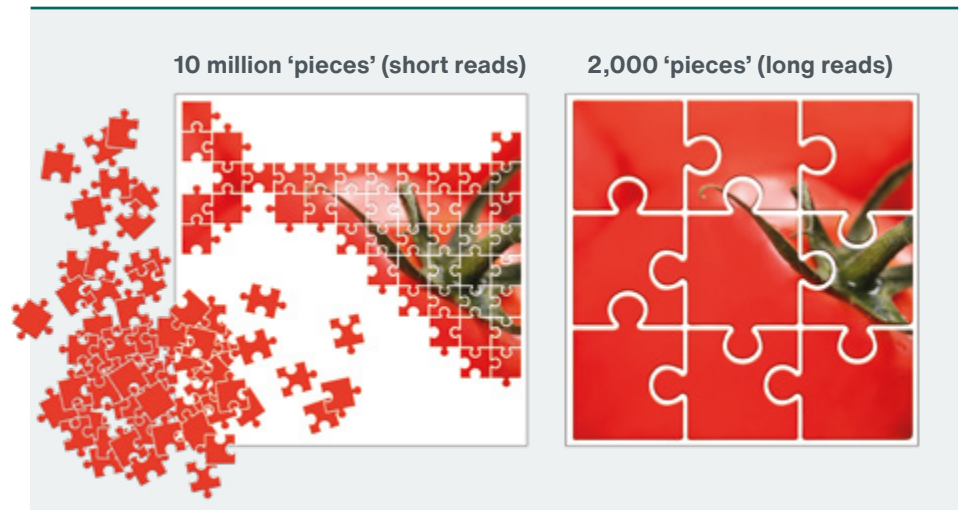 10 million ‘pieces’ (short reads)
2,000 ‘pieces’ (long reads)